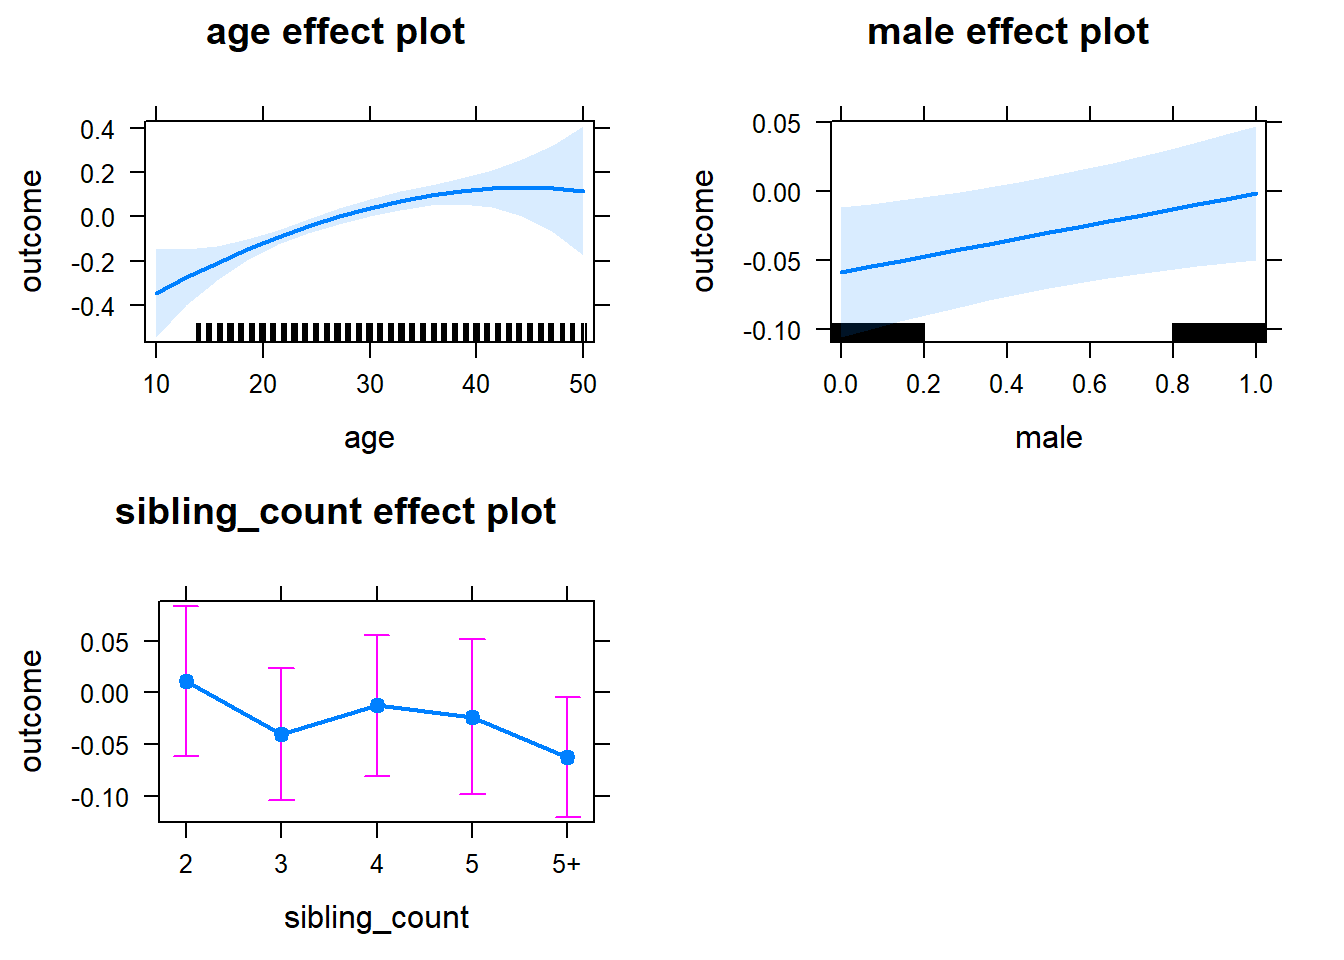 age effect plot
outcome
0.4
0.2
0.0
-0.2
-0.4
10 20 30 40 50
age
male effect plot
outcome
0.05
0.00
-0.05
-0.10
0.0 0.2 0.4 0.6 0.8 1.0
male
sibling_count effect plot
outcome
0.05
0.00
-0.05
-0.10
2 3 4 5 5+
sibling_count